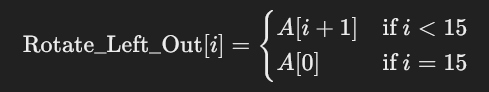 Rotate_Left_Out[i] = { A[i + 1] if i < 15
A[0] if i = 15